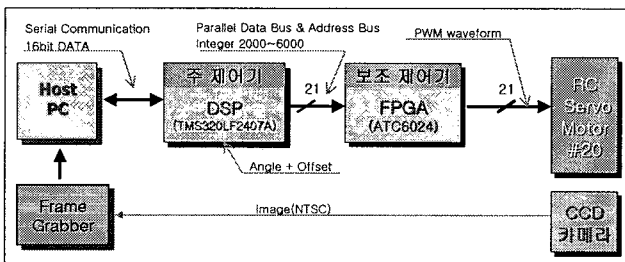 Serial Communication
16bit DATA
Parallel Data Bus & Address Bus
Integer 2000~6000
PWM waveform
Host
PC
주 제어기
DSP
(TMS320LF2407A)
21
보조 제어기
FPGA
(ATC6024)
21
RC
Servo
Motor
#20
Angle + Offset
Frame
Grabber
Image(NTSC)
CCD
카메라